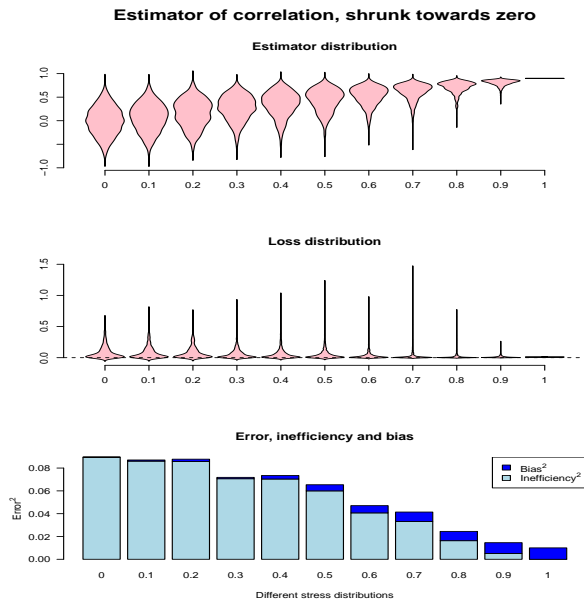 Estimator of correlation, shrunk towards zero
Estimator distribution
1.0
0.5
0.0
−1.0
0 0.1 0.2 0.3 0.4 0.5 0.6 0.7 0.8 0.9 1
Loss distribution
1.5
1.0
0.5
0.0
0 0.1 0.2 0.3 0.4 0.5 0.6 0.7 0.8 0.9 1
Error, inefficiency and bias
Error²
0.08
0.06
0.04
0.02
0.00
Bias²
Inefficiency²
0 0.1 0.2 0.3 0.4 0.5 0.6 0.7 0.8 0.9 1
Different stress distributions